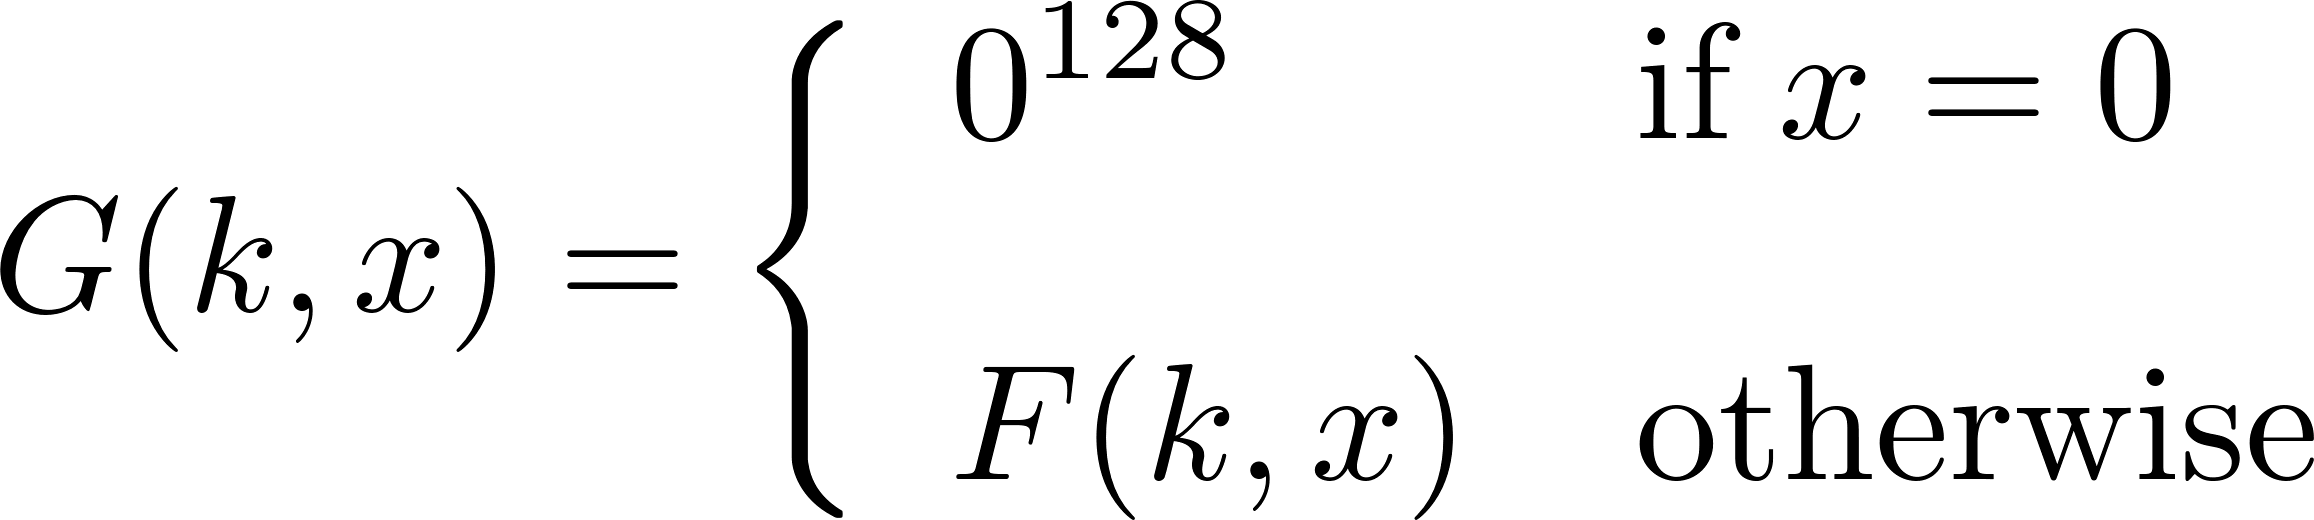 G(k, x) = { 0^128 if x = 0
F(k, x) otherwise